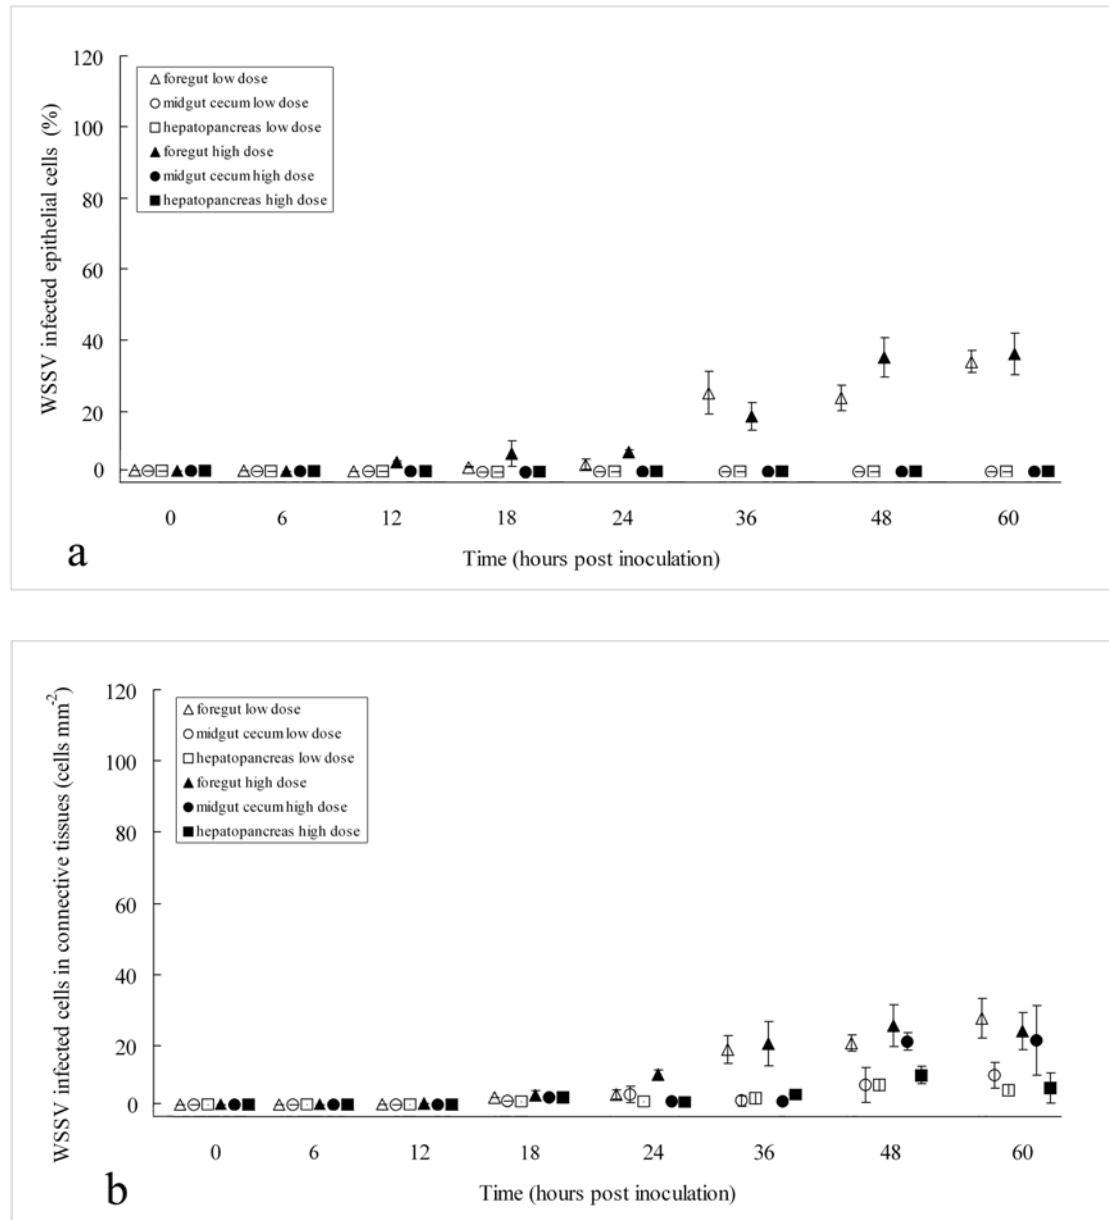 120
100
80
60
40
20
0
WSSV infected epithelial cells (%)
foregut low dose
midgut cecum low dose
hepatopancreas low dose
foregut high dose
midgut cecum high dose
hepatopancreas high dose
0 6 12 18 24 36 48 60
Time (hours post inoculation)
a
120
100
80
60
40
20
0
WSSV infected cells in connective tissues (cells mm⁻²)
foregut low dose
midgut cecum low dose
hepatopancreas low dose
foregut high dose
midgut cecum high dose
hepatopancreas high dose
0 6 12 18 24 36 48 60
Time (hours post inoculation)
b